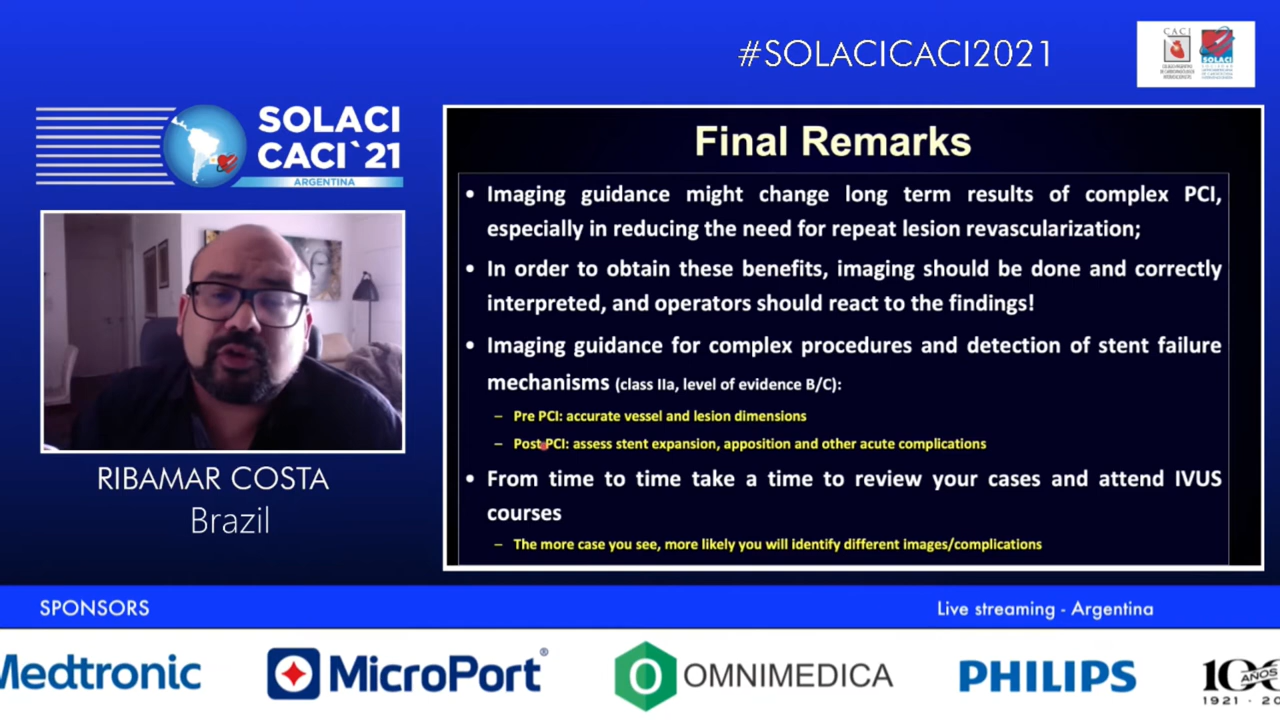 #SOLACICACI2021
CACI
SOLACI
SOLACI
CACI`21
ARGENTINA
RIBAMAR COSTA
Brazil
Final Remarks
• Imaging guidance might change long term results of complex PCI,
especially in reducing the need for repeat lesion revascularization;
• In order to obtain these benefits, imaging should be done and correctly
interpreted, and operators should react to the findings!
• Imaging guidance for complex procedures and detection of stent failure
mechanisms (class IIa, level of evidence B/C):
– Pre PCI: accurate vessel and lesion dimensions
– Post PCI: assess stent expansion, apposition and other acute complications
• From time to time take a time to review your cases and attend IVUS
courses
– The more case you see, more likely you will identify different images/complications
SPONSORS
Live streaming - Argentina
Medtronic
MicroPort®
OMNIMEDICA
PHILIPS
100
AÑOS
1921 · 20